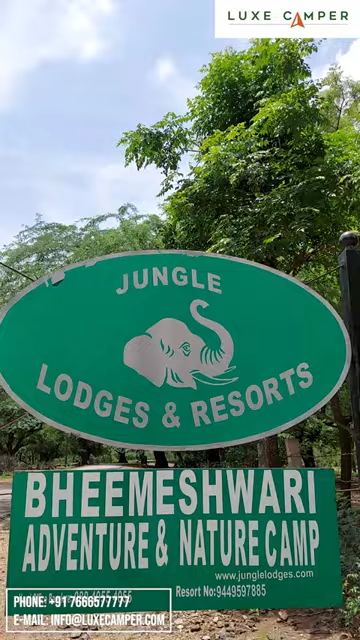 LUXE CAMPER
JUNGLE
LODGES & RESORTS
BHEEMESHWARI
ADVENTURE & NATURE CAMP
www.junglelodges.com
Resort No:9449597885
PHONE: +91 7666577777
E-MAIL: INFO@LUXECAMPER.COM